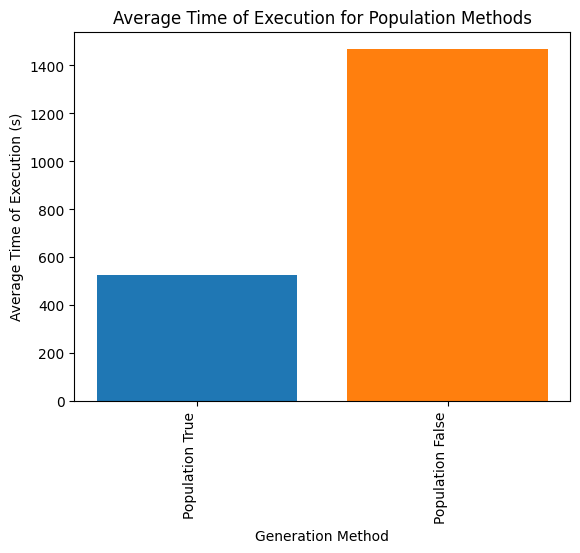 Average Time of Execution for Population Methods
Average Time of Execution (s)
1400
1200
1000
800
600
400
200
0
Population True
Population False
Generation Method